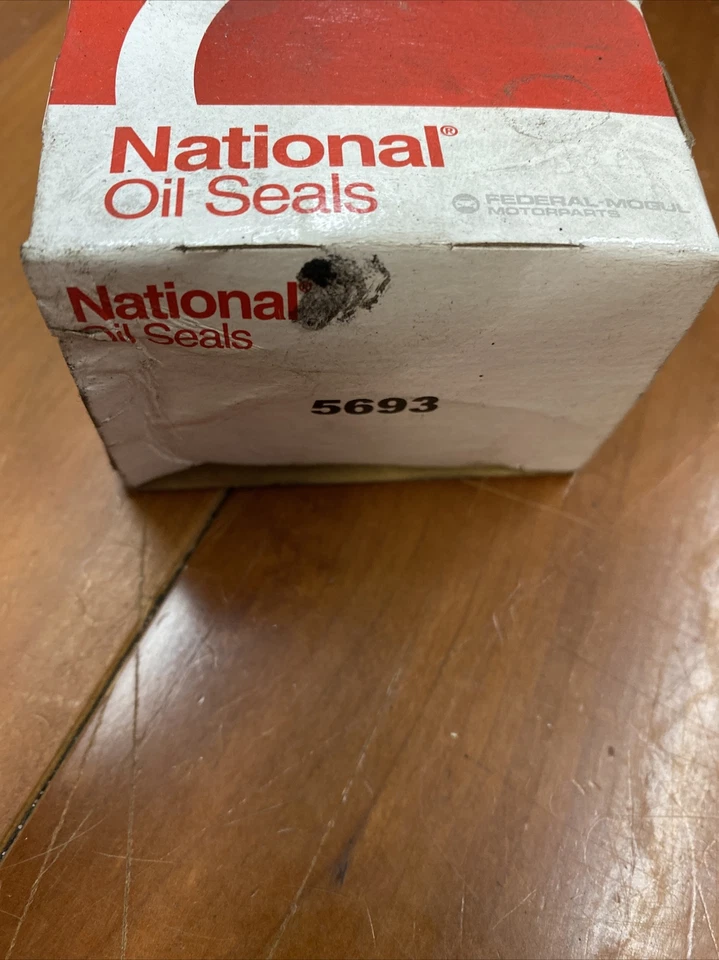 National®
Oil Seals
FEDERAL-MOGUL
MOTORPARTS
National®
Oil Seals
5693